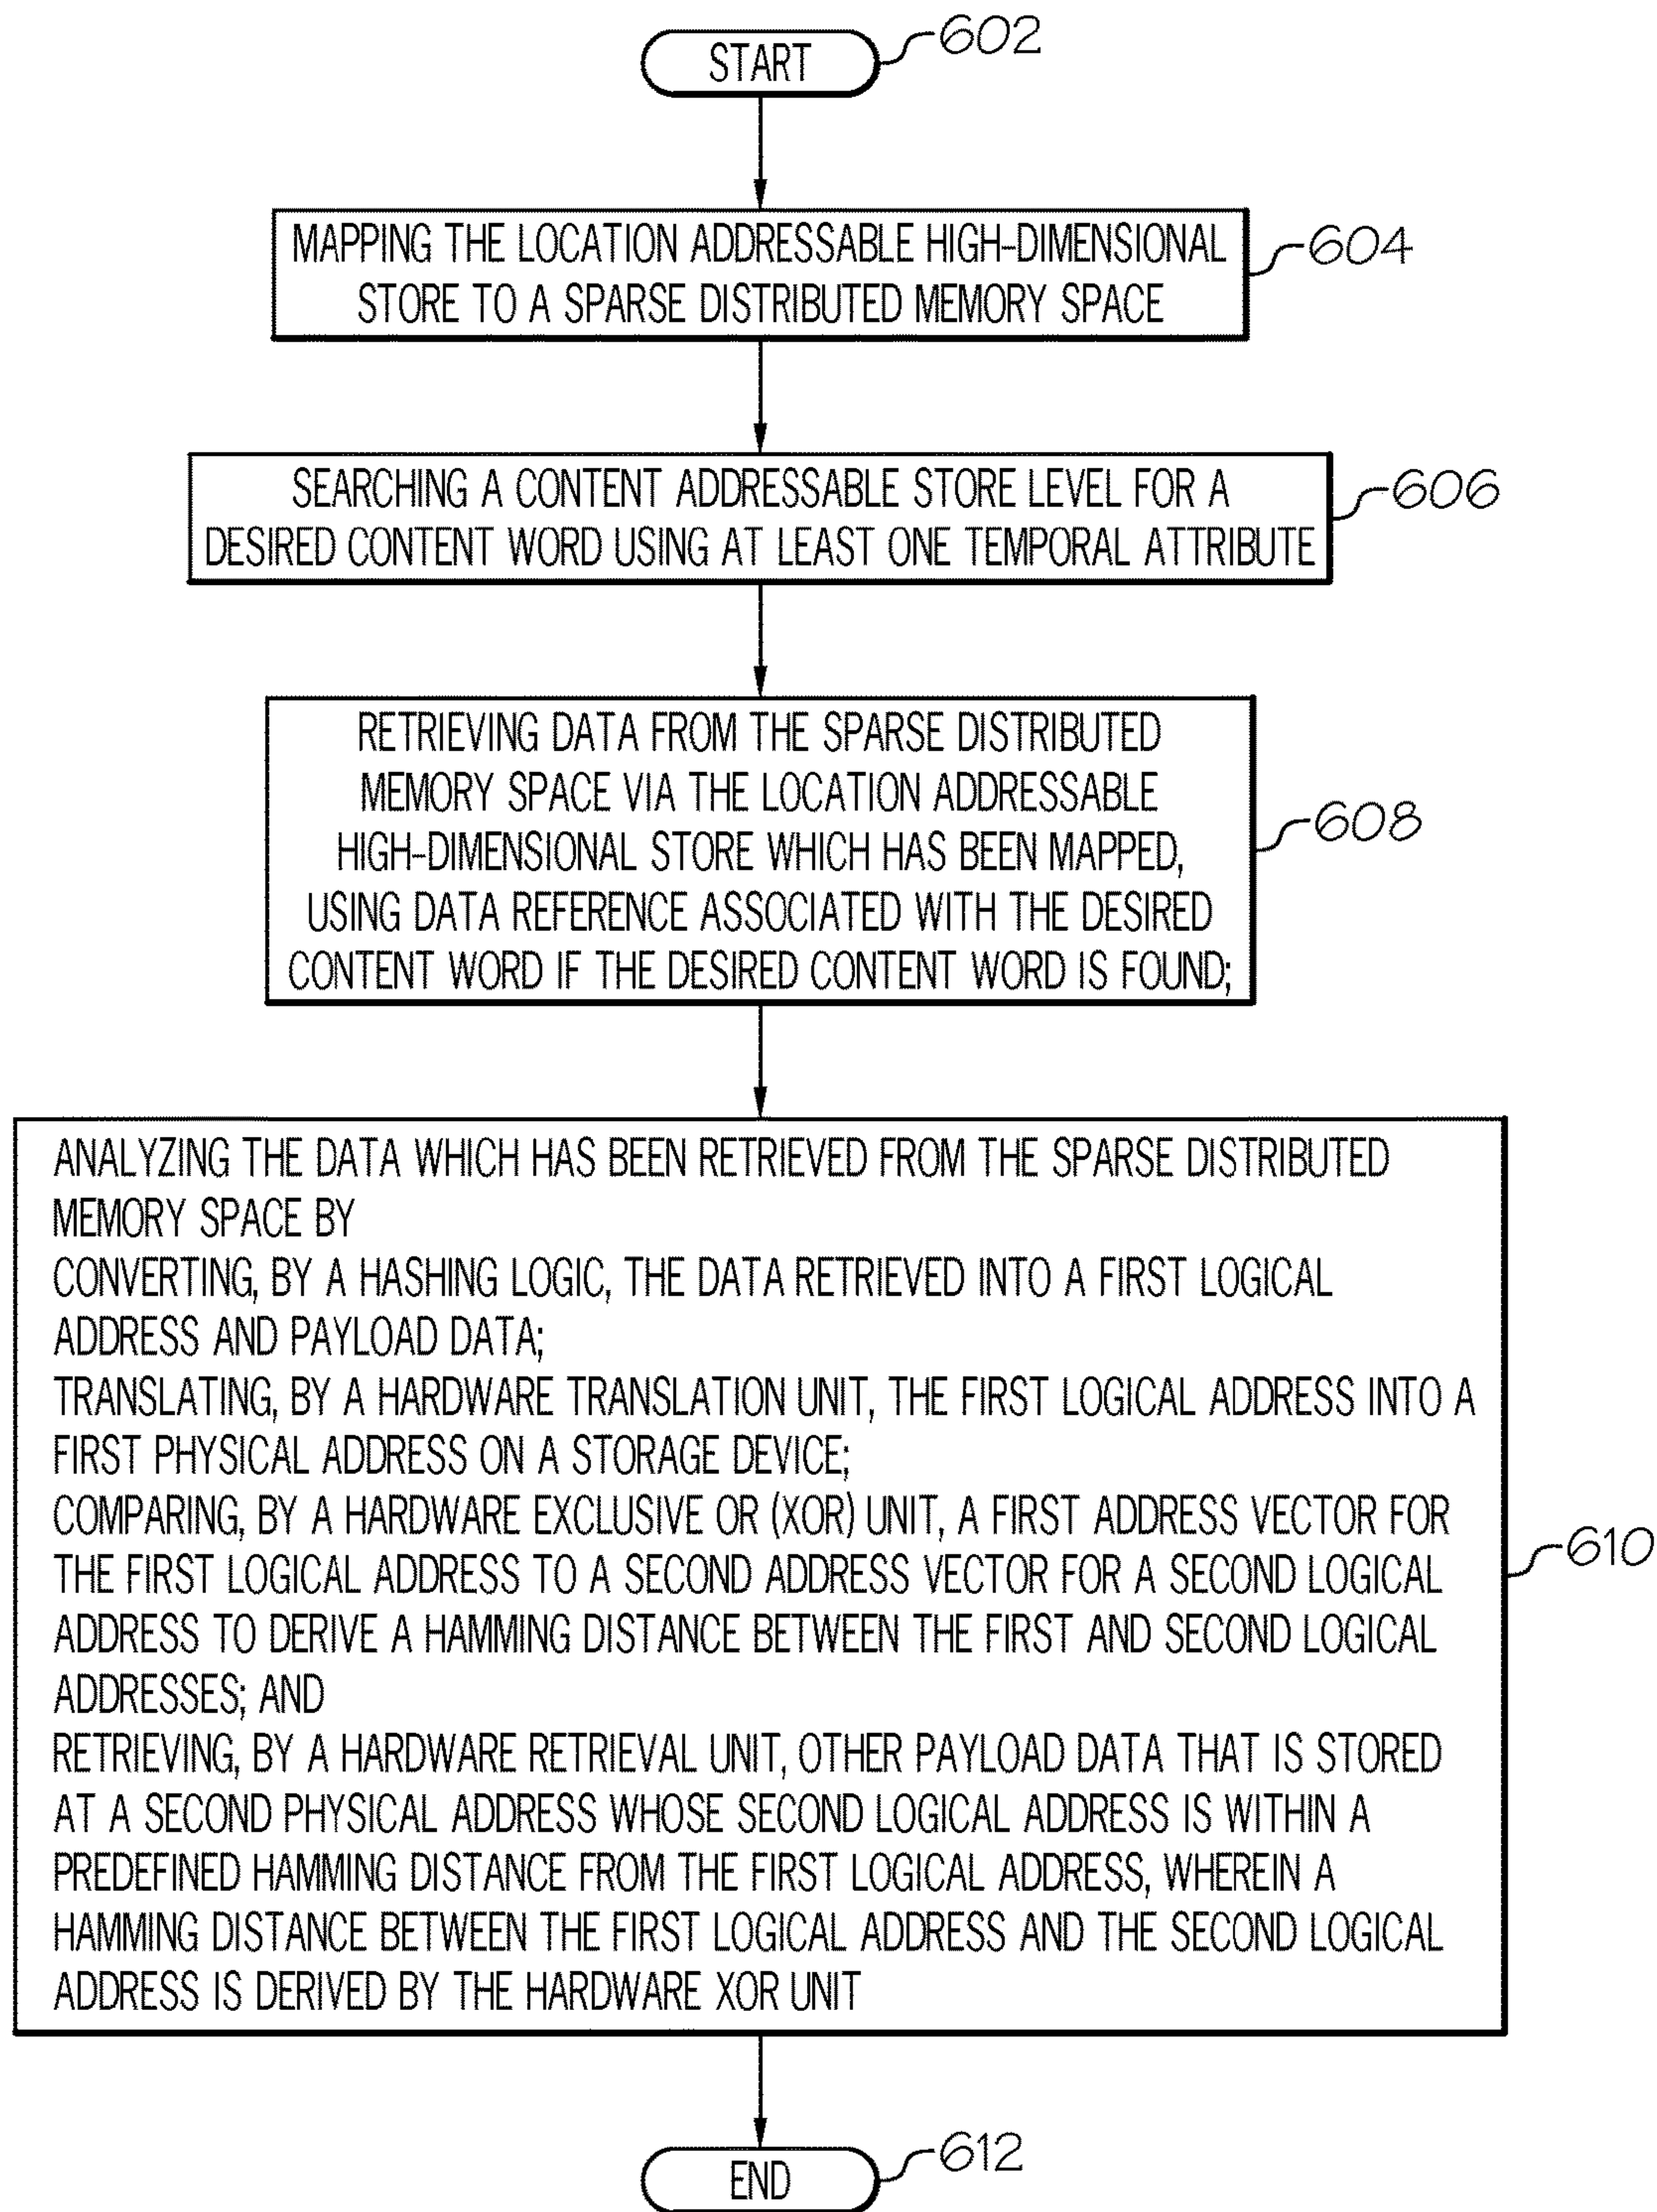 START
602
MAPPING THE LOCATION ADDRESSABLE HIGH-DIMENSIONAL
STORE TO A SPARSE DISTRIBUTED MEMORY SPACE
604
SEARCHING A CONTENT ADDRESSABLE STORE LEVEL FOR A
DESIRED CONTENT WORD USING AT LEAST ONE TEMPORAL ATTRIBUTE
606
RETRIEVING DATA FROM THE SPARSE DISTRIBUTED
MEMORY SPACE VIA THE LOCATION ADDRESSABLE
HIGH-DIMENSIONAL STORE WHICH HAS BEEN MAPPED,
USING DATA REFERENCE ASSOCIATED WITH THE DESIRED
CONTENT WORD IF THE DESIRED CONTENT WORD IS FOUND;
608
ANALYZING THE DATA WHICH HAS BEEN RETRIEVED FROM THE SPARSE DISTRIBUTED
MEMORY SPACE BY
CONVERTING, BY A HASHING LOGIC, THE DATA RETRIEVED INTO A FIRST LOGICAL
ADDRESS AND PAYLOAD DATA;
TRANSLATING, BY A HARDWARE TRANSLATION UNIT, THE FIRST LOGICAL ADDRESS INTO A
FIRST PHYSICAL ADDRESS ON A STORAGE DEVICE;
COMPARING, BY A HARDWARE EXCLUSIVE OR (XOR) UNIT, A FIRST ADDRESS VECTOR FOR
THE FIRST LOGICAL ADDRESS TO A SECOND ADDRESS VECTOR FOR A SECOND LOGICAL
ADDRESS TO DERIVE A HAMMING DISTANCE BETWEEN THE FIRST AND SECOND LOGICAL
ADDRESSES; AND
RETRIEVING, BY A HARDWARE RETRIEVAL UNIT, OTHER PAYLOAD DATA THAT IS STORED
AT A SECOND PHYSICAL ADDRESS WHOSE SECOND LOGICAL ADDRESS IS WITHIN A
PREDEFINED HAMMING DISTANCE FROM THE FIRST LOGICAL ADDRESS, WHEREIN A
HAMMING DISTANCE BETWEEN THE FIRST LOGICAL ADDRESS AND THE SECOND LOGICAL
ADDRESS IS DERIVED BY THE HARDWARE XOR UNIT
610
END
612